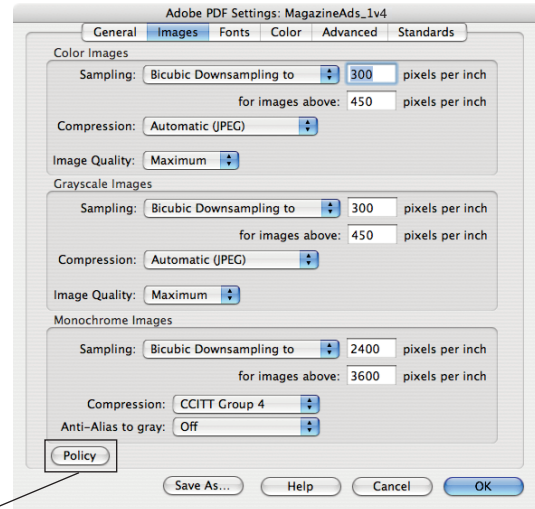 Adobe PDF Settings: MagazineAds_1v4
General Images Fonts Color Advanced Standards
Color Images
Sampling: Bicubic Downsampling to 300 pixels per inch
for images above: 450 pixels per inch
Compression: Automatic (JPEG)
Image Quality: Maximum
Grayscale Images
Sampling: Bicubic Downsampling to 300 pixels per inch
for images above: 450 pixels per inch
Compression: Automatic (JPEG)
Image Quality: Maximum
Monochrome Images
Sampling: Bicubic Downsampling to 2400 pixels per inch
for images above: 3600 pixels per inch
Compression: CCITT Group 4
Anti-Alias to gray: Off
Policy
Save As... Help Cancel OK